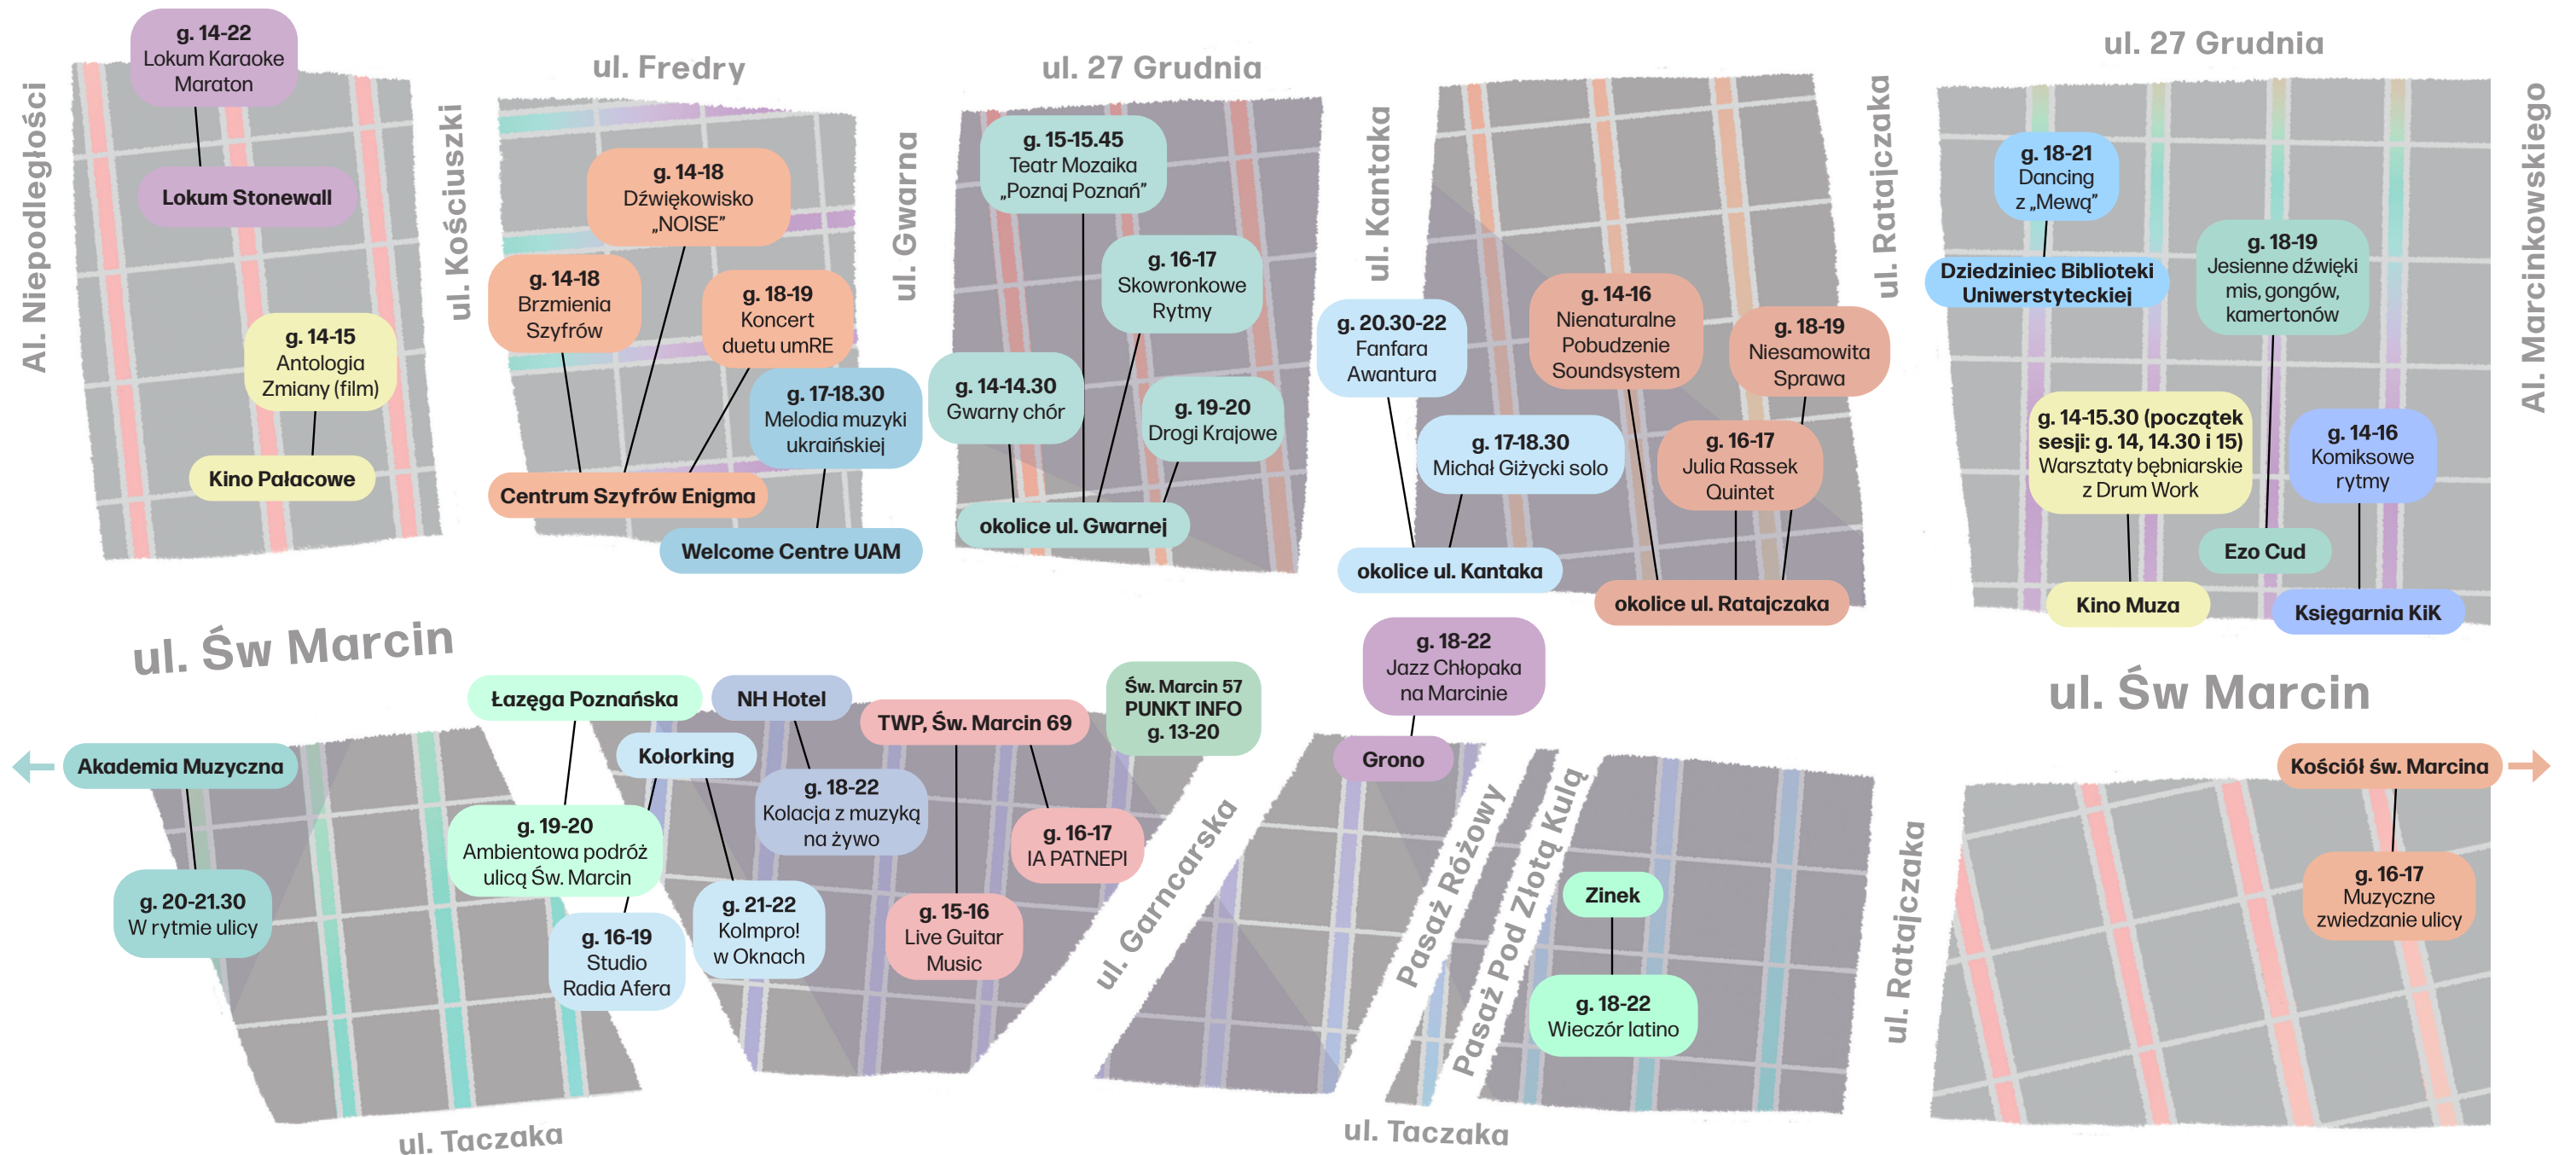 Al. Niepodległości
g. 14-22
Lokum Karaoke
Maraton
Lokum Stonewall
g. 14-15
Antologia
Zmiany (film)
Kino Pałacowe
ul. Kościuszki
ul. Fredry
g. 14-18
Dźwiękowisko
„NOISE”
g. 14-18
Brzmienia
Szyfrów
g. 18-19
Koncert
duetu umRE
g. 17-18.30
Melodia muzyki
ukraińskiej
Centrum Szyfrów Enigma
Welcome Centre UAM
ul. Gwarna
ul. 27 Grudnia
g. 15-15.45
Teatr Mozaika
„Poznaj Poznań”
g. 16-17
Skowronkowe
Rytmy
g. 14-14.30
Gwarny chór
g. 19-20
Drogi Krajowe
okolice ul. Gwarnej
ul. Kantaka
g. 20.30-22
Fanfara
Awantura
g. 17-18.30
Michał Giżycki solo
okolice ul. Kantaka
g. 14-16
Nienaturalne
Pobudzenie
Soundsystem
g. 18-19
Niesamowita
Sprawa
g. 16-17
Julia Rassek
Quintet
okolice ul. Ratajczaka
ul. Ratajczaka
ul. 27 Grudnia
g. 18-21
Dancing
z „Mewą”
Dziedziniec Biblioteki
Uniwerstyteckiej
g. 18-19
Jesienne dźwięki
mis, gongów,
kamertonów
g. 14-15.30 (początek
sesji: g. 14, 14.30 i 15)
Warsztaty bębniarskie
z Drum Work
g. 14-16
Komiksowe
rytmy
Ezo Cud
Kino Muza
Księgarnia KiK
Al. Marcinkowskiego
ul. Św Marcin
ul. Św Marcin
Akademia Muzyczna
g. 20-21.30
W rytmie ulicy
Łazęga Poznańska
g. 19-20
Ambientowa podróż
ulicą Św. Marcin
Kołorking
g. 16-19
Studio
Radia Afera
g. 21-22
KoImpro!
w Oknach
NH Hotel
g. 18-22
Kolacja z muzyką
na żywo
TWP, Św. Marcin 69
g. 16-17
IA PATNEPI
g. 15-16
Live Guitar
Music
Św. Marcin 57
PUNKT INFO
g. 13-20
ul. Garncarska
g. 18-22
Jazz Chłopaka
na Marcinie
Grono
Pasaż Różowy
Pasaż Pod Złotą Kulą
Zinek
g. 18-22
Wieczór latino
ul. Ratajczaka
Kościół św. Marcina
g. 16-17
Muzyczne
zwiedzanie ulicy
ul. Taczaka
ul. Taczaka